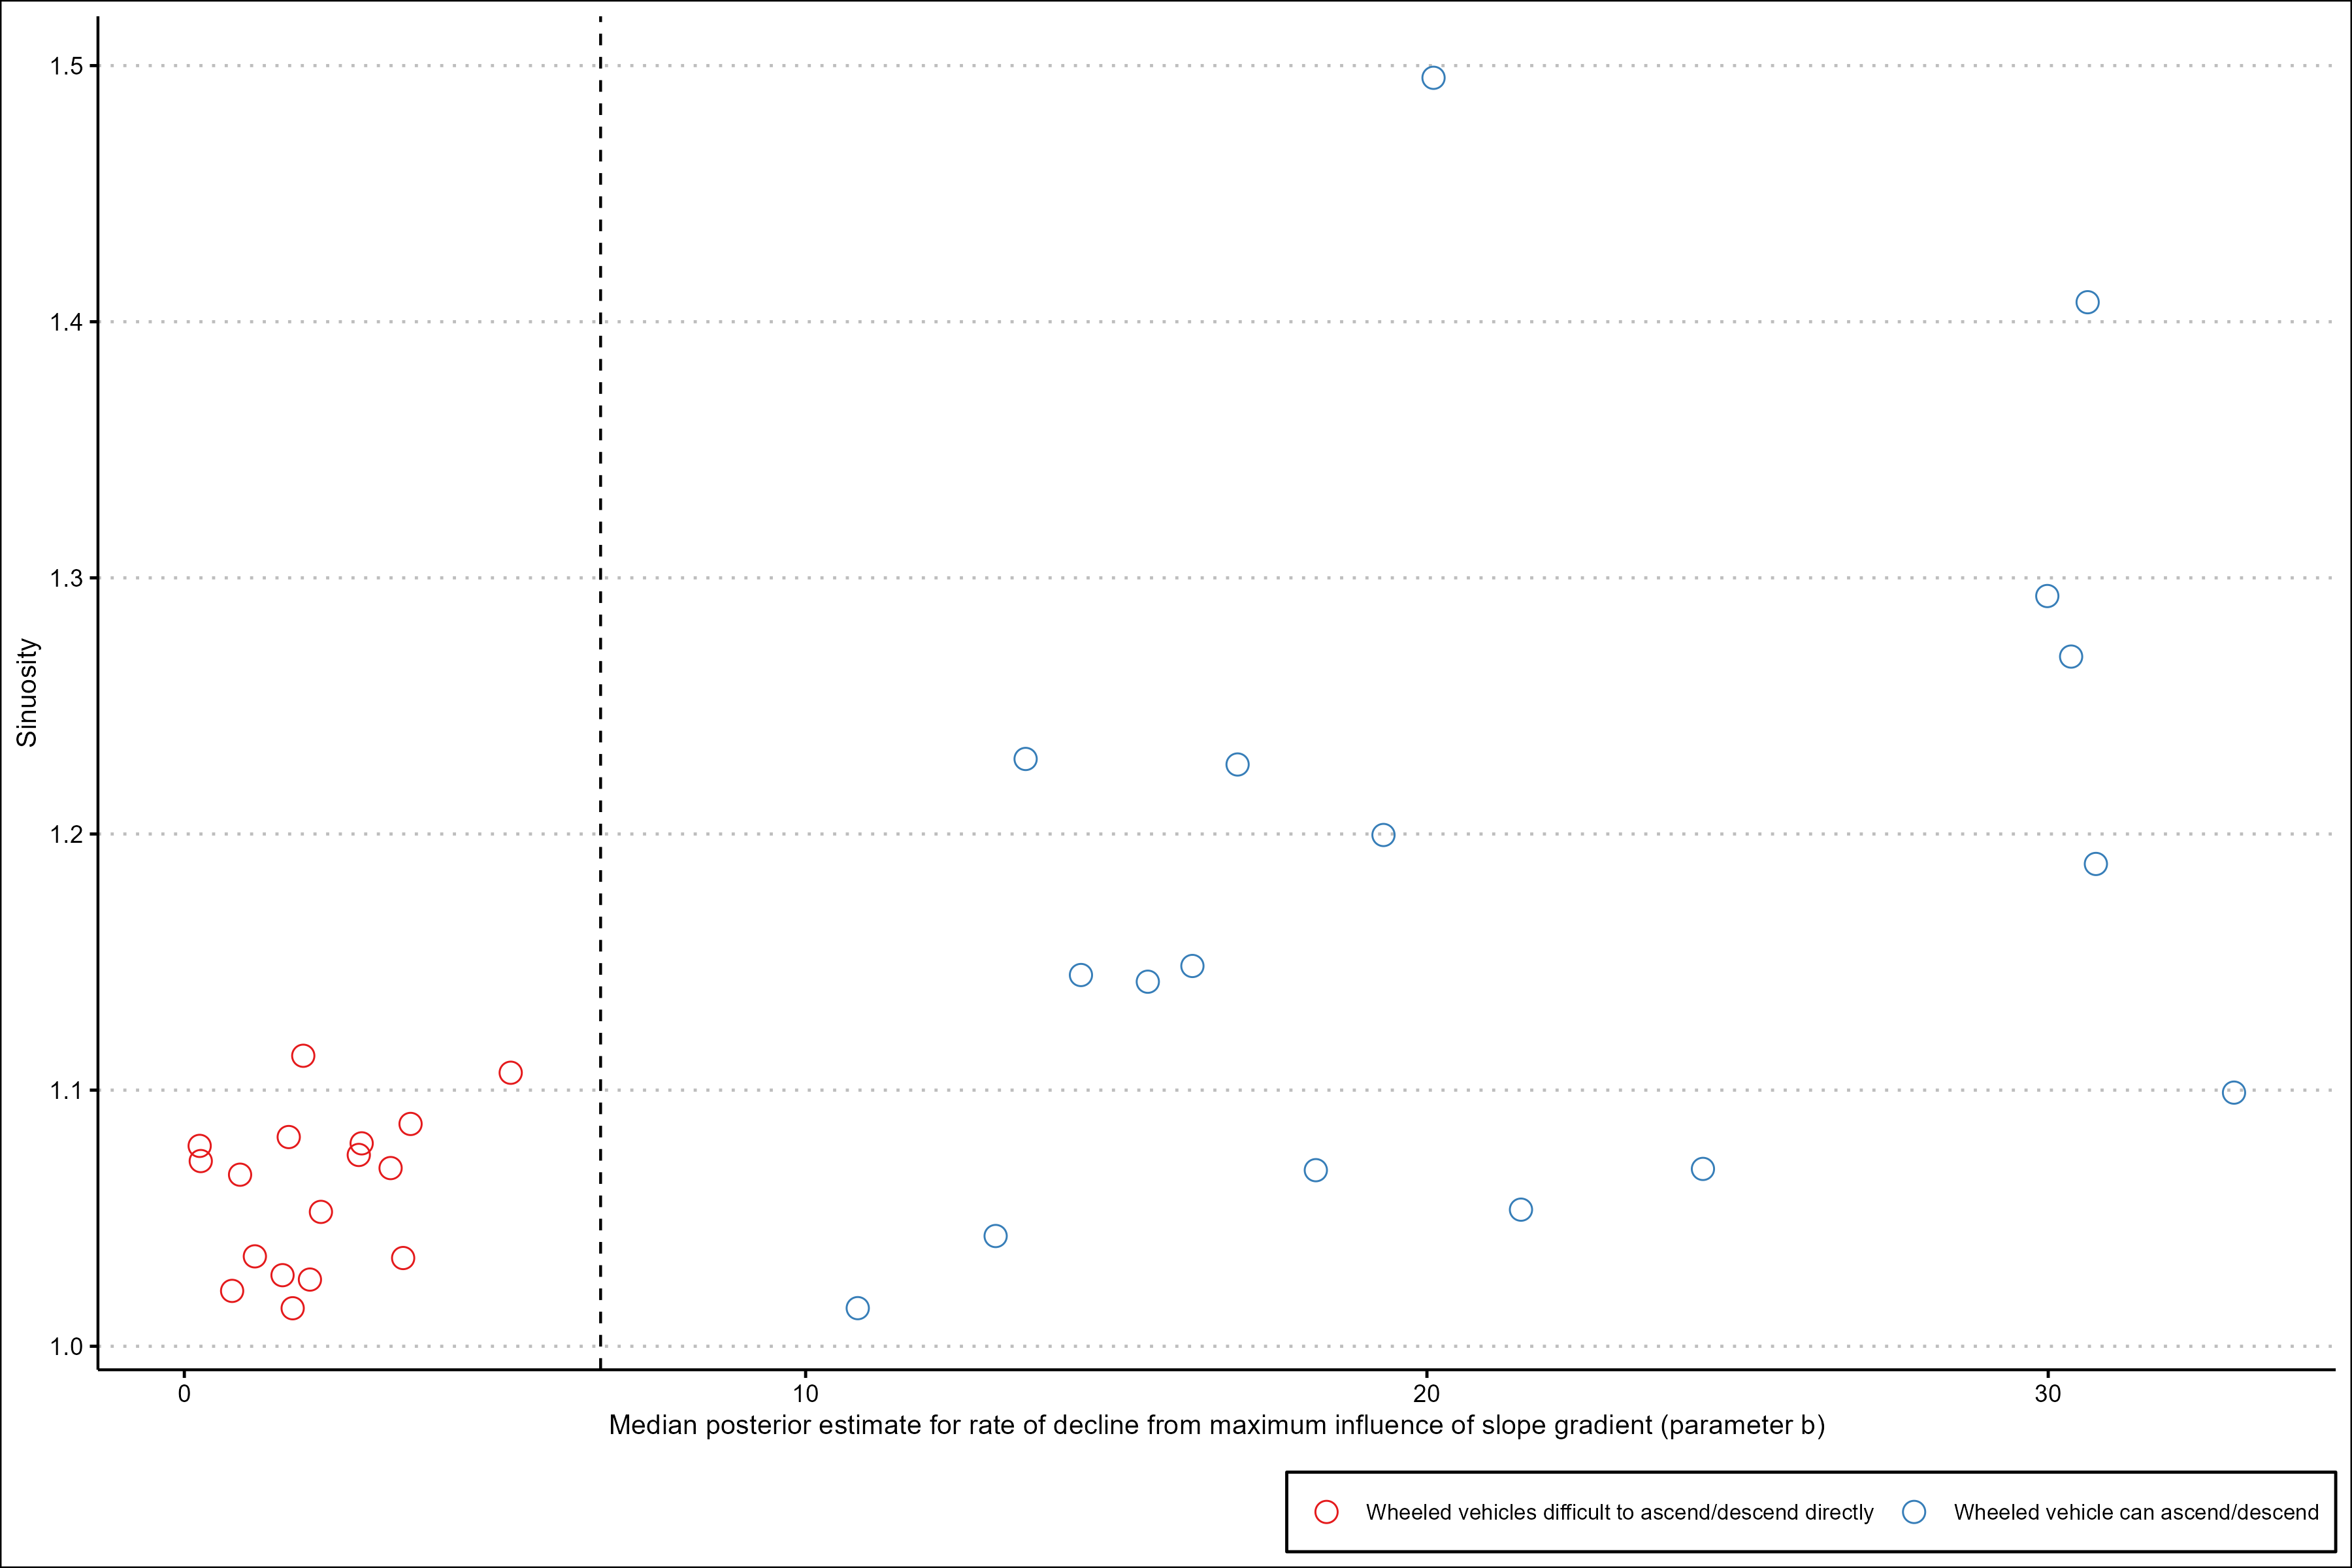 1.5
1.4
1.3
1.2
1.1
1.0
Sinuosity
0 10 20 30
Median posterior estimate for rate of decline from maximum influence of slope gradient (parameter b)
Wheeled vehicles difficult to ascend/descend directly Wheeled vehicle can ascend/descend